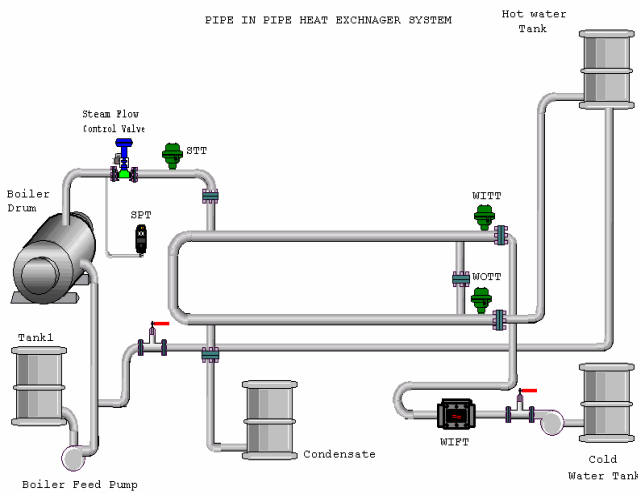 PIPE IN PIPE HEAT EXCHNAGER SYSTEM
Hot water
Tank
Steam Flow
Control Valve
STT
Boiler
Drum
SPT
WITT
WOTT
Tank1
WIFT
Condensate
Cold
Water Tank
Boiler Feed Pump